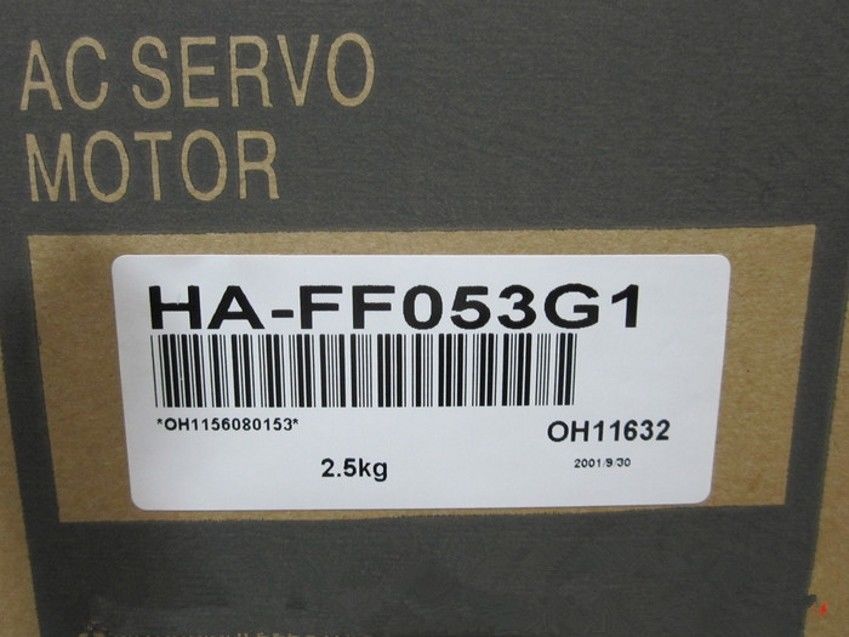 AC SERVO
MOTOR
HA-FF053G1
*OH1156080153*
OH11632
2.5kg
2001/9/30